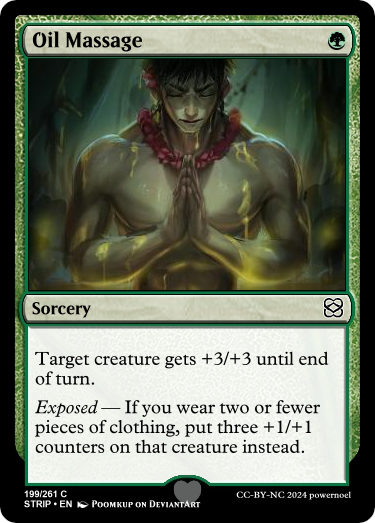 Oil Massage
Sorcery
Target creature gets +3/+3 until end
of turn.
Exposed — If you wear two or fewer
pieces of clothing, put three +1/+1
counters on that creature instead.
199/261 C
STRIP • EN Poomkup on DeviantArt
CC-BY-NC 2024 powernoel